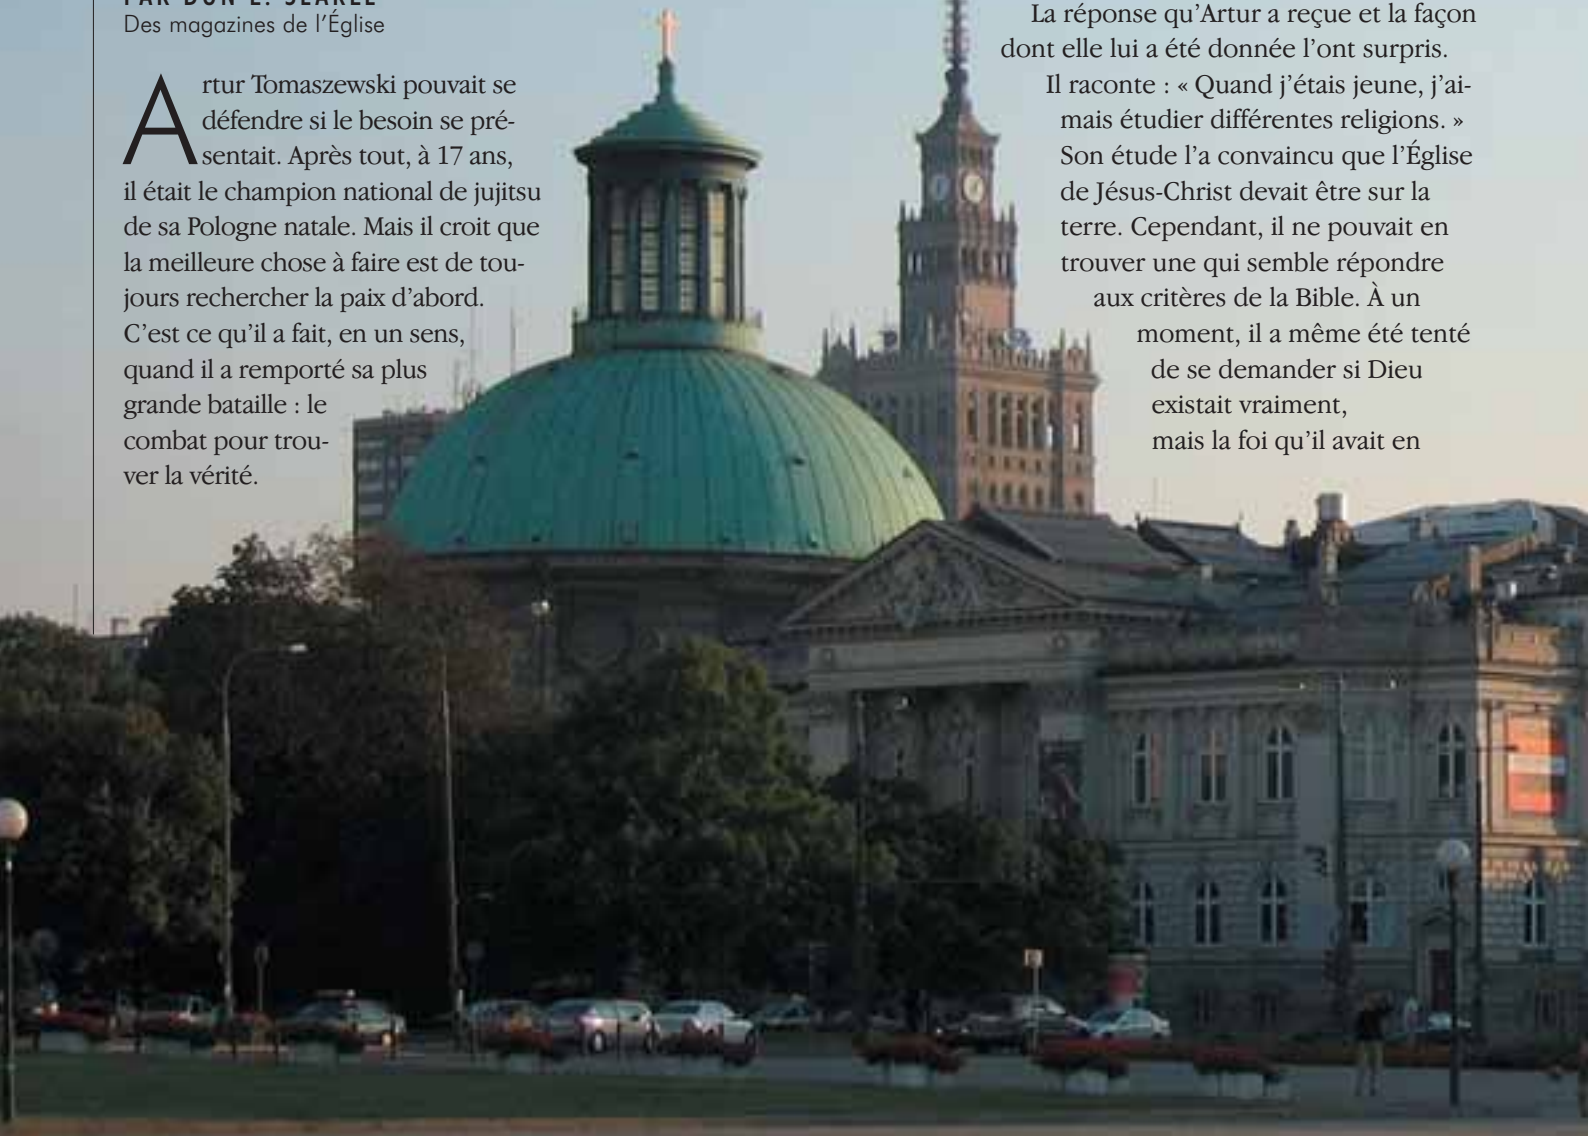 PAR DON L. SEARLE
Des magazines de l'Église
Artur Tomaszewski pouvait se
défendre si le besoin se pré-
sentait. Après tout, à 17 ans,
il était le champion national de jujitsu
de sa Pologne natale. Mais il croit que
la meilleure chose à faire est de tou-
jours rechercher la paix d'abord.
C'est ce qu'il a fait, en un sens,
quand il a remporté sa plus
grande bataille : le
combat pour trou-
ver la vérité.
La réponse qu'Artur a reçue et la façon
dont elle lui a été donnée l'ont surpris.
Il raconte : « Quand j'étais jeune, j'ai-
mais étudier différentes religions. »
Son étude l'a convaincu que l'Église
de Jésus-Christ devait être sur la
terre. Cependant, il ne pouvait en
trouver une qui semble répondre
aux critères de la Bible. À un
moment, il a même été tenté
de se demander si Dieu
existait vraiment,
mais la foi qu'il avait en